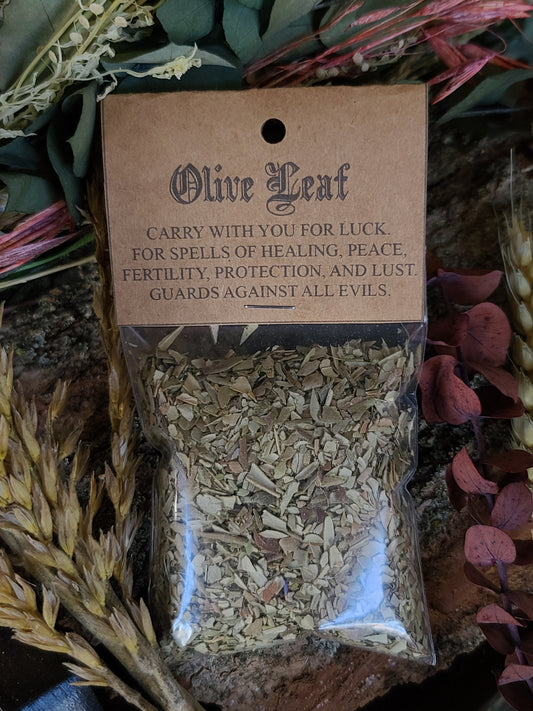 Olive Leaf
CARRY WITH YOU FOR LUCK.
FOR SPELLS OF HEALING, PEACE,
FERTILITY, PROTECTION, AND LUST.
GUARDS AGAINST ALL EVILS.